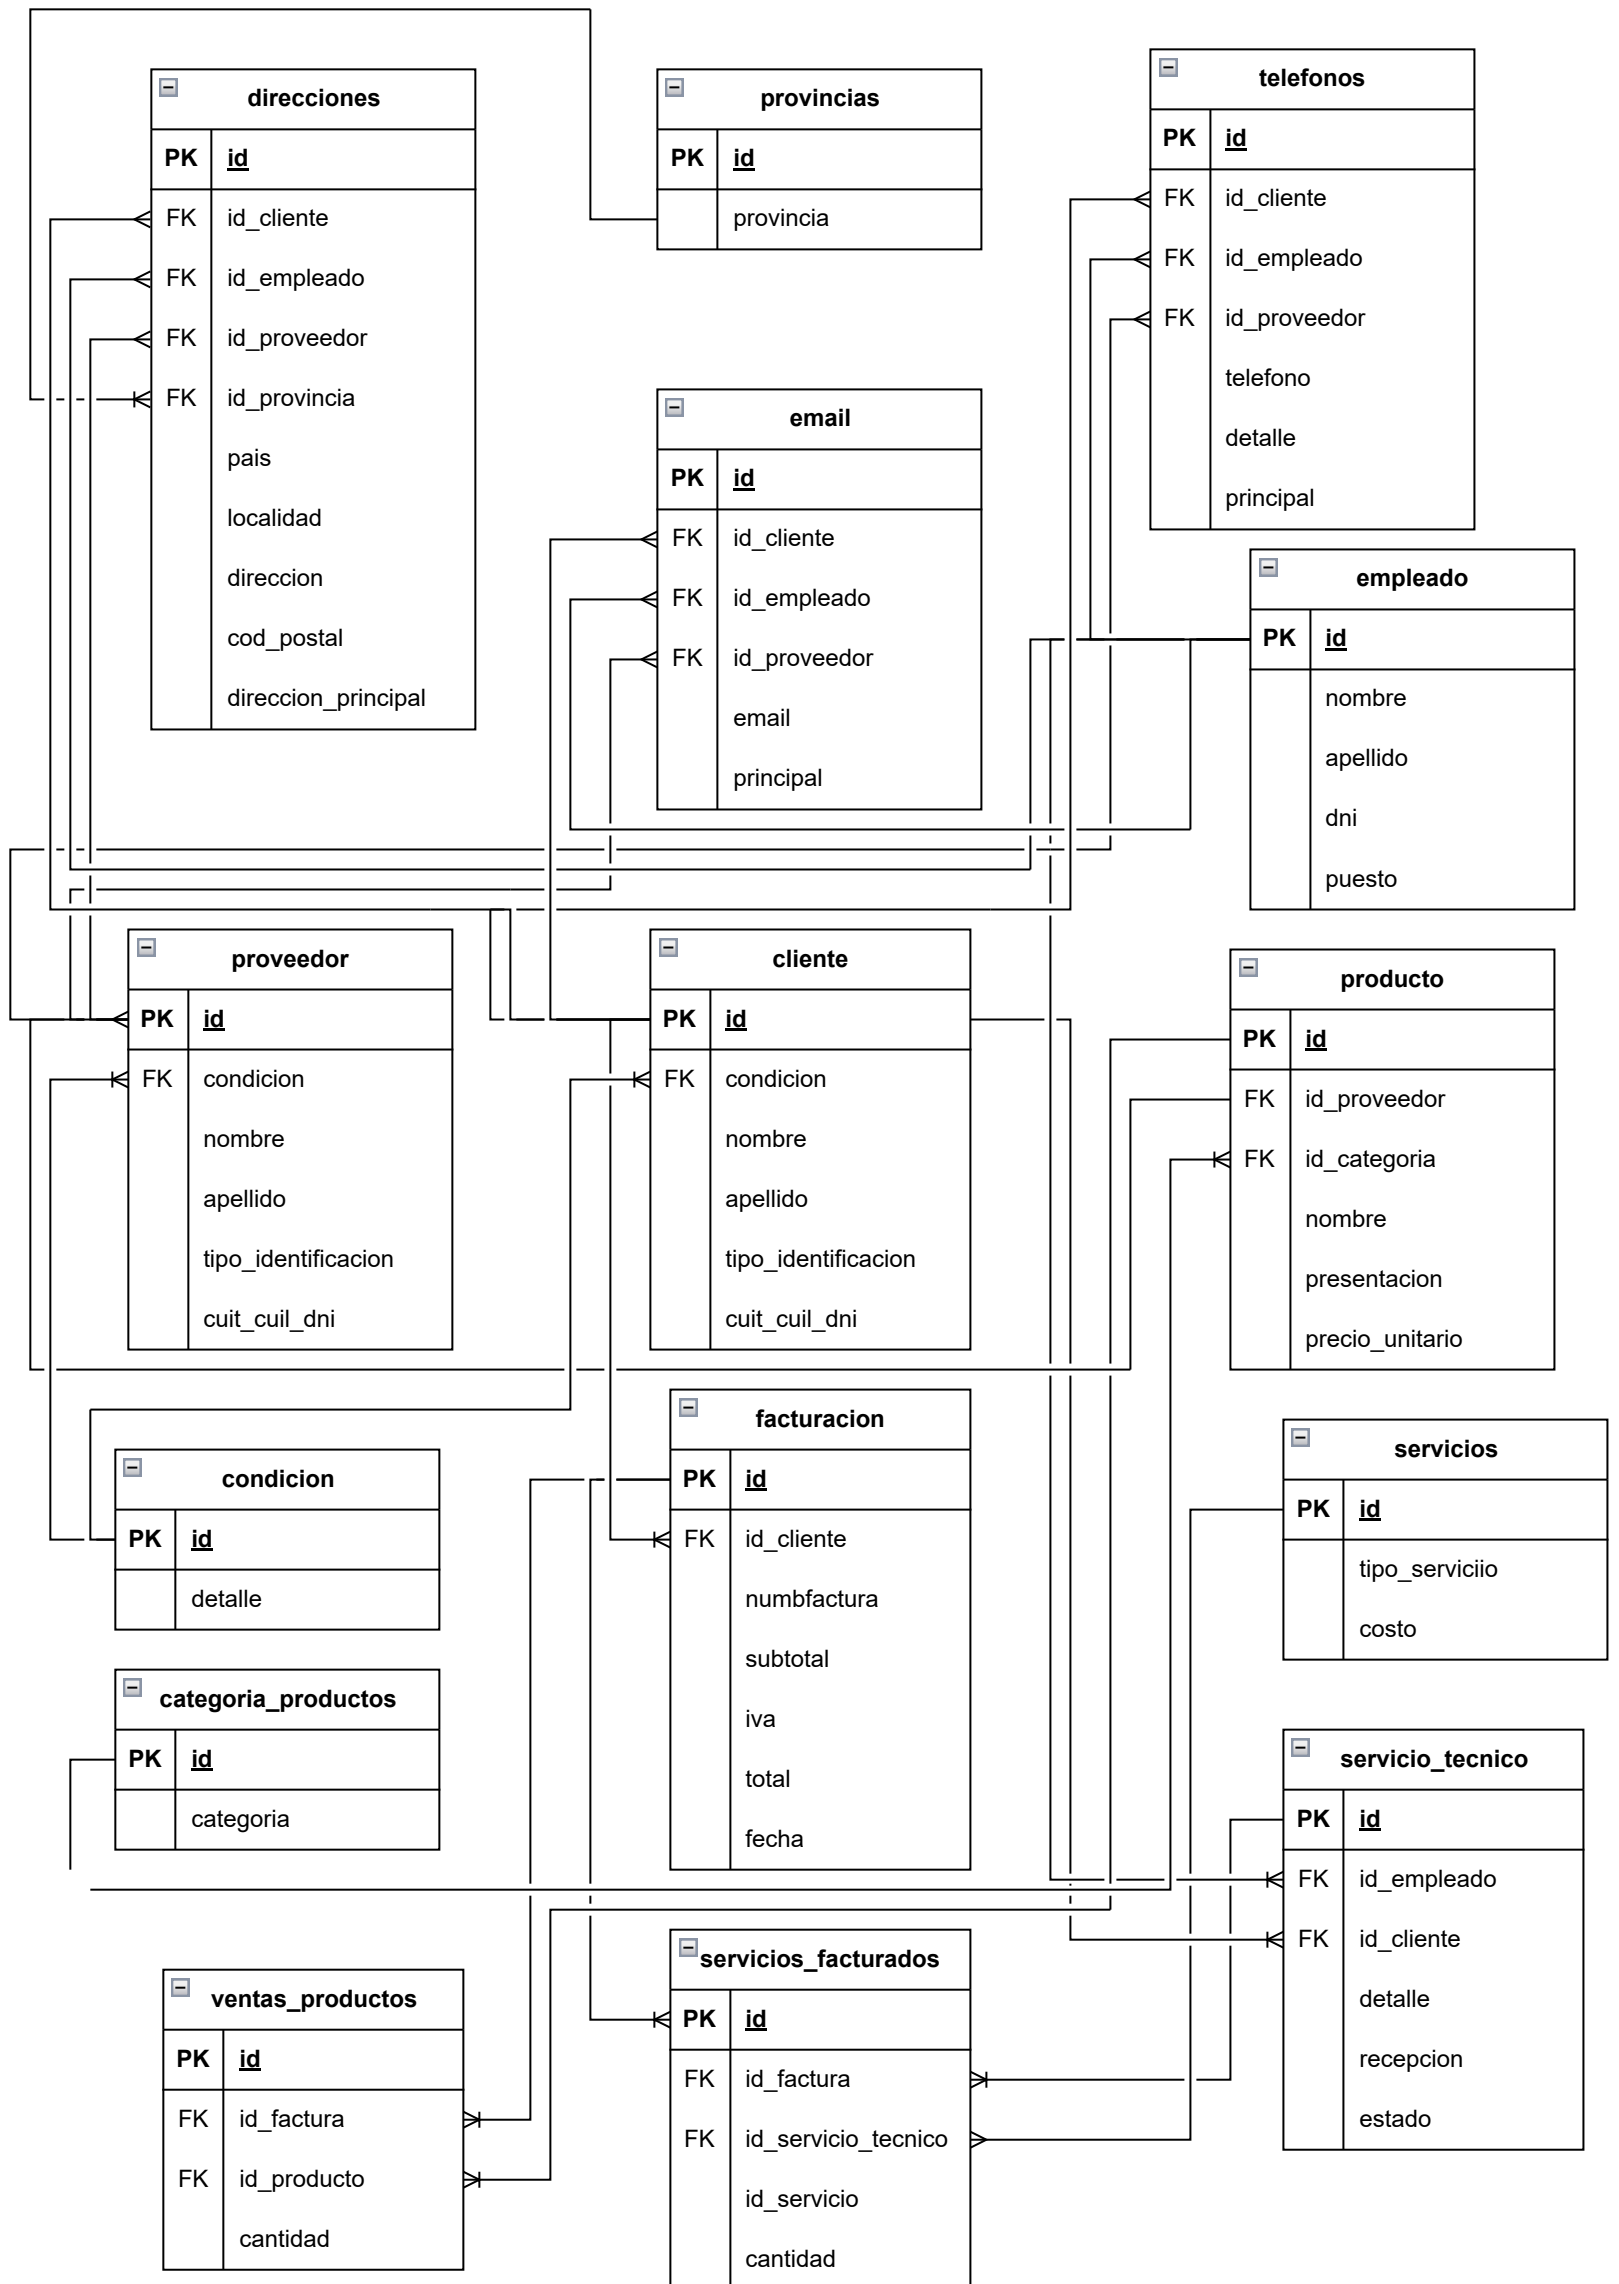 direcciones
PK id
FK id_cliente
FK id_empleado
FK id_proveedor
FK id_provincia
pais
localidad
direccion
cod_postal
direccion_principal
provincias
PK id
provincia
telefonos
PK id
FK id_cliente
FK id_empleado
FK id_proveedor
telefono
detalle
principal
email
PK id
FK id_cliente
FK id_empleado
FK id_proveedor
email
principal
empleado
PK id
nombre
apellido
dni
puesto
proveedor
PK id
FK condicion
nombre
apellido
tipo_identificacion
cuit_cuil_dni
cliente
PK id
FK condicion
nombre
apellido
tipo_identificacion
cuit_cuil_dni
producto
PK id
FK id_proveedor
FK id_categoria
nombre
presentacion
precio_unitario
condicion
PK id
detalle
facturacion
PK id
FK id_cliente
numbfactura
subtotal
iva
total
fecha
servicios
PK id
tipo_serviciio
costo
categoria_productos
PK id
categoria
servicio_tecnico
PK id
FK id_empleado
FK id_cliente
detalle
recepcion
estado
ventas_productos
PK id
FK id_factura
FK id_producto
cantidad
servicios_facturados
PK id
FK id_factura
FK id_servicio_tecnico
id_servicio
cantidad